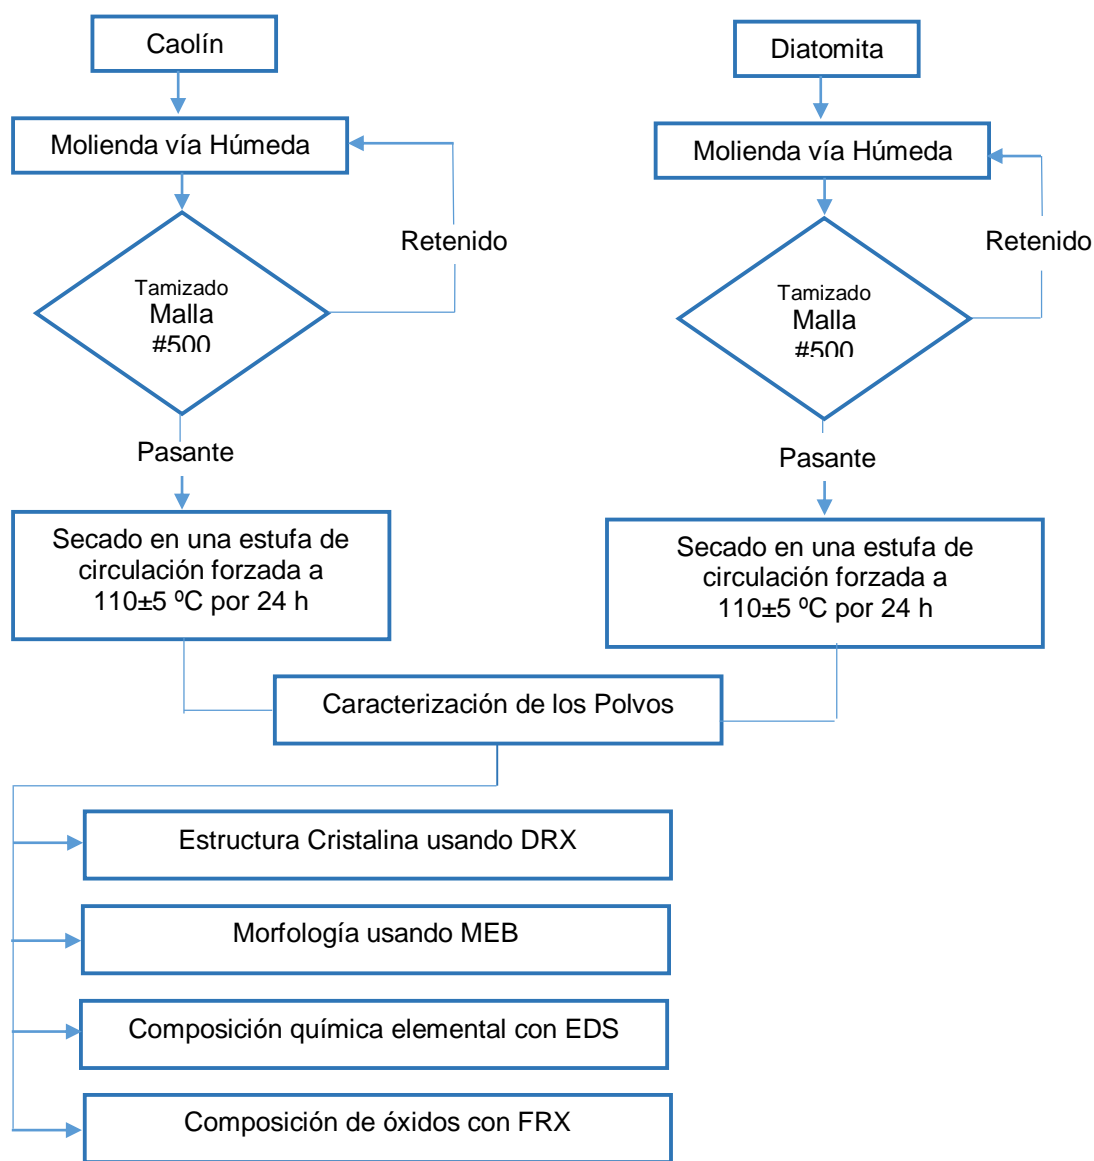 Caolín
Molienda vía Húmeda
Retenido
Tamizado
Malla
#500
Pasante
Secado en una estufa de
circulación forzada a
110±5 ºC por 24 h
Diatomita
Molienda vía Húmeda
Retenido
Tamizado
Malla
#500
Pasante
Secado en una estufa de
circulación forzada a
110±5 ºC por 24 h
Caracterización de los Polvos
Estructura Cristalina usando DRX
Morfología usando MEB
Composición química elemental con EDS
Composición de óxidos con FRX